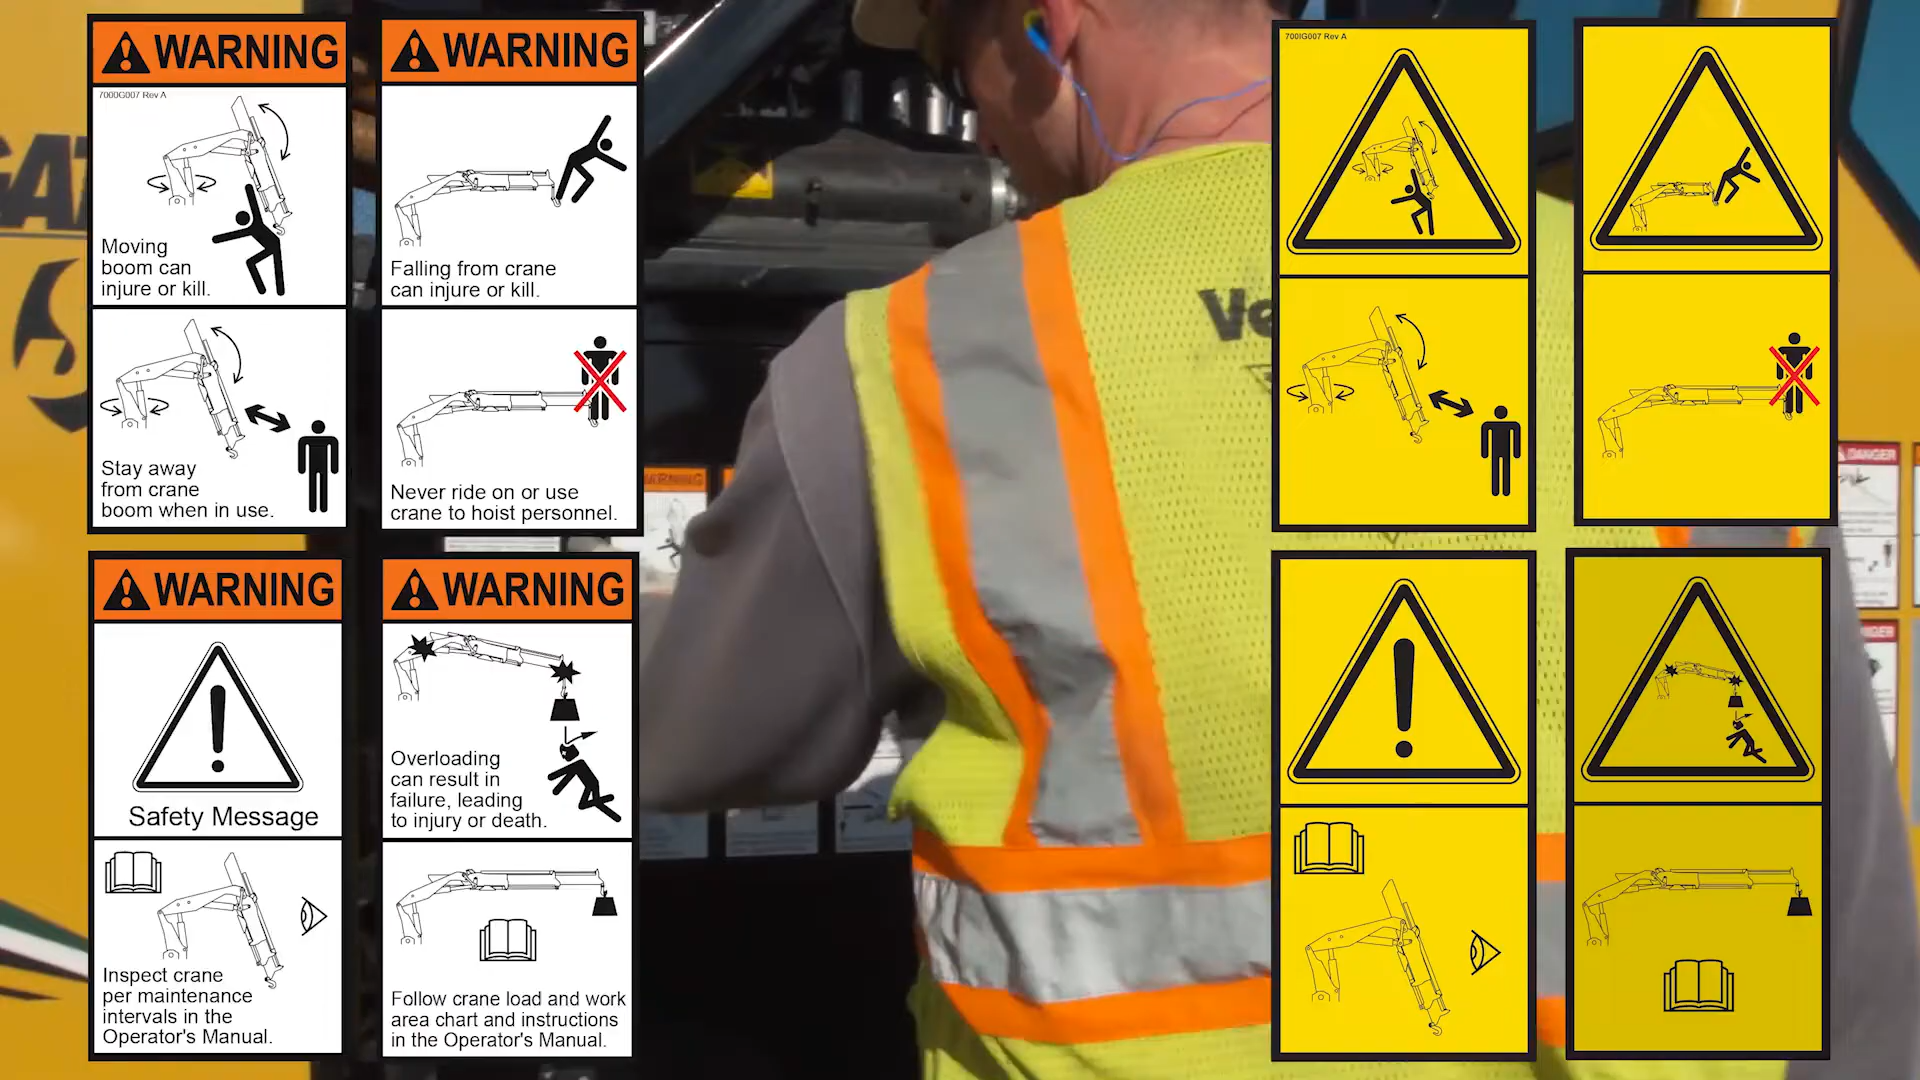 WARNING
7000G007 Rev A
Moving
boom can
injure or kill.
Stay away
from crane
boom when in use.
WARNING
Falling from crane
can injure or kill.
Never ride on or use
crane to hoist personnel.
700IG007 Rev A
WARNING
Safety Message
Inspect crane
per maintenance
intervals in the
Operator's Manual.
WARNING
Overloading
can result in
failure, leading
to injury or death.
Follow crane load and work
area chart and instructions
in the Operator's Manual.
WARNING
DANGER